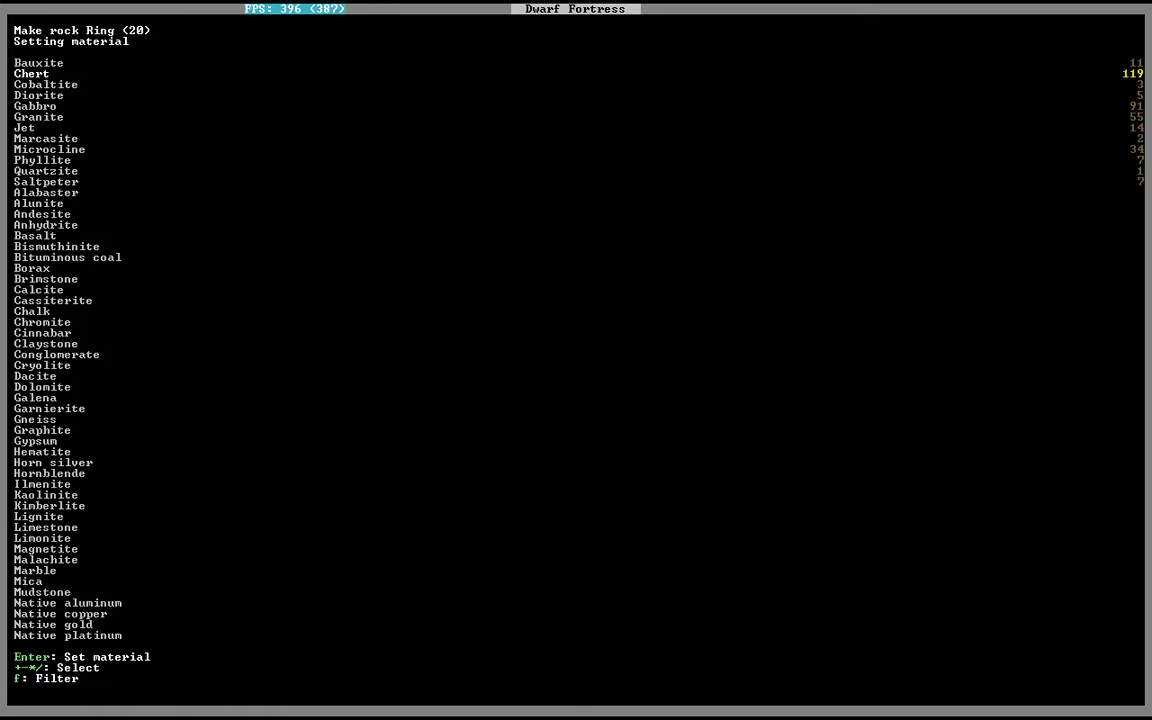 FPS: 396 (387) Dwarf Fortress
Make rock Ring (20)
Setting material
Bauxite 11
Chert 119
Cobaltite 3
Diorite 5
Gabbro 91
Granite 55
Jet 14
Marcasite 2
Microcline 34
Phyllite 7
Quartzite 1
Saltpeter 7
Alabaster
Alunite
Andesite
Anhydrite
Basalt
Bismuthinite
Bituminous coal
Borax
Brimstone
Calcite
Cassiterite
Chalk
Chromite
Cinnabar
Claystone
Conglomerate
Cryolite
Dacite
Dolomite
Galena
Garnierite
Gneiss
Graphite
Gypsum
Hematite
Horn silver
Hornblende
Ilmenite
Kaolinite
Kimberlite
Lignite
Limestone
Limonite
Magnetite
Malachite
Marble
Mica
Mudstone
Native aluminum
Native copper
Native gold
Native platinum
Enter: Set material
+-*/: Select
f: Filter